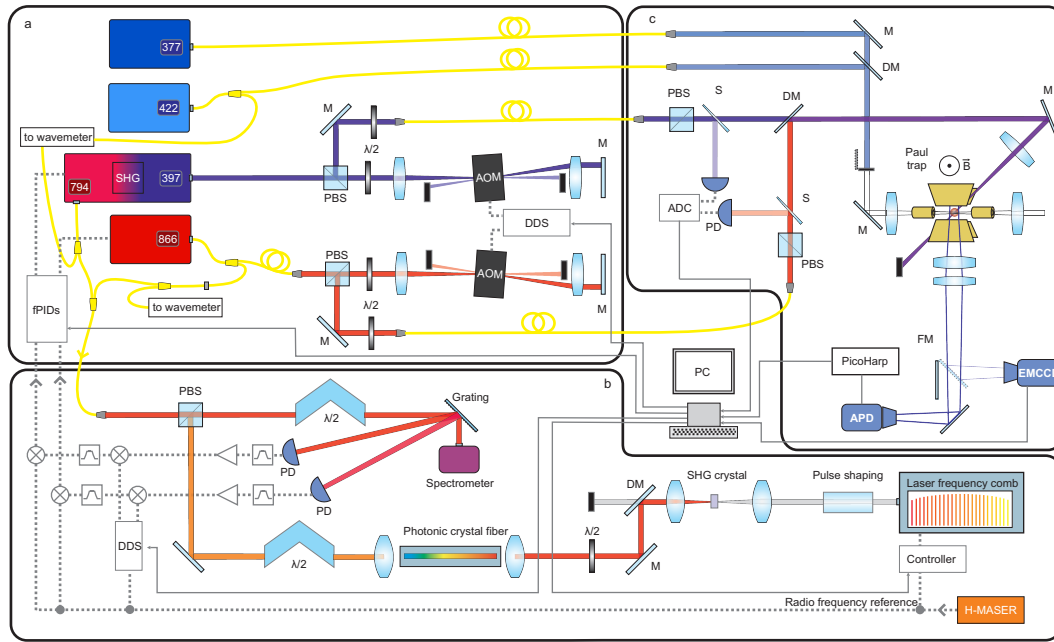 a
377
422
to wavemeter
794
SHG
397
866
to wavemeter
fPIDs
M
λ/2
PBS
λ/2
AOM
M
DDS
PBS
λ/2
AOM
M
M
λ/2
c
M
DM
PBS
S
DM
M
Paul
trap
B
ADC
PD
S
M
PBS
FM
PicoHarp
EMCCD
APD
PC
b
PBS
λ/2
Grating
PD
PD
Spectrometer
DDS
λ/2
Photonic crystal fiber
λ/2
DM
M
SHG crystal
Pulse shaping
Laser frequency comb
Controller
Radio frequency reference
H-MASER